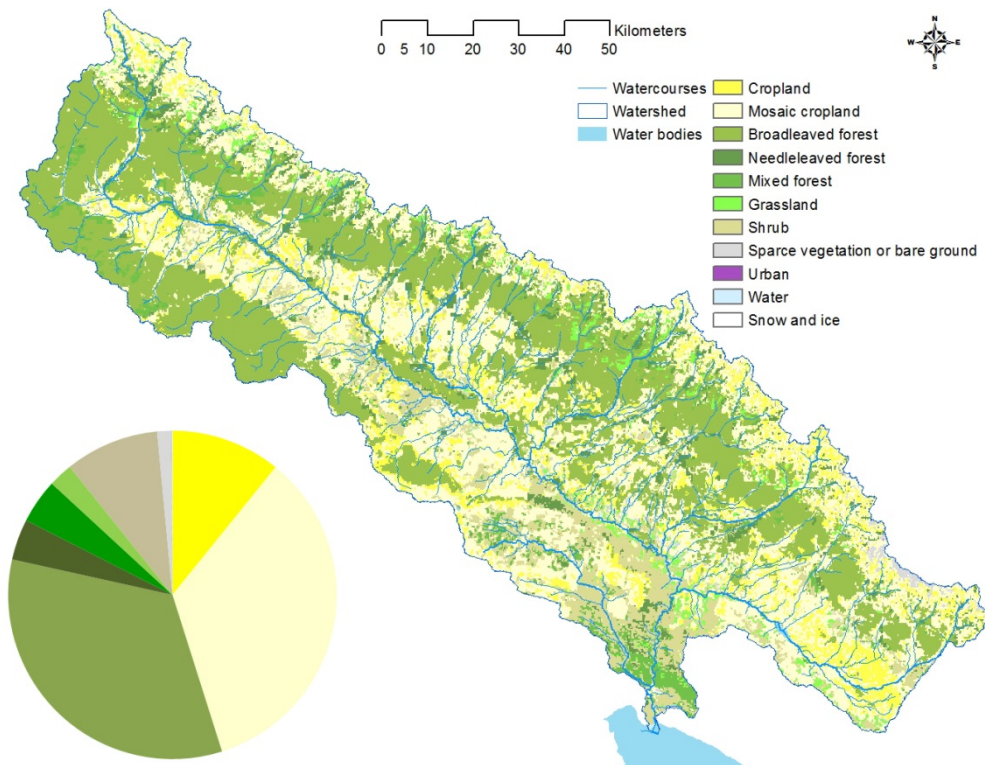 Kilometers
0 5 10 20 30 40 50
N
W E
S
Watercourses
Watershed
Water bodies
Cropland
Mosaic cropland
Broadleaved forest
Needleleaved forest
Mixed forest
Grassland
Shrub
Sparce vegetation or bare ground
Urban
Water
Snow and ice